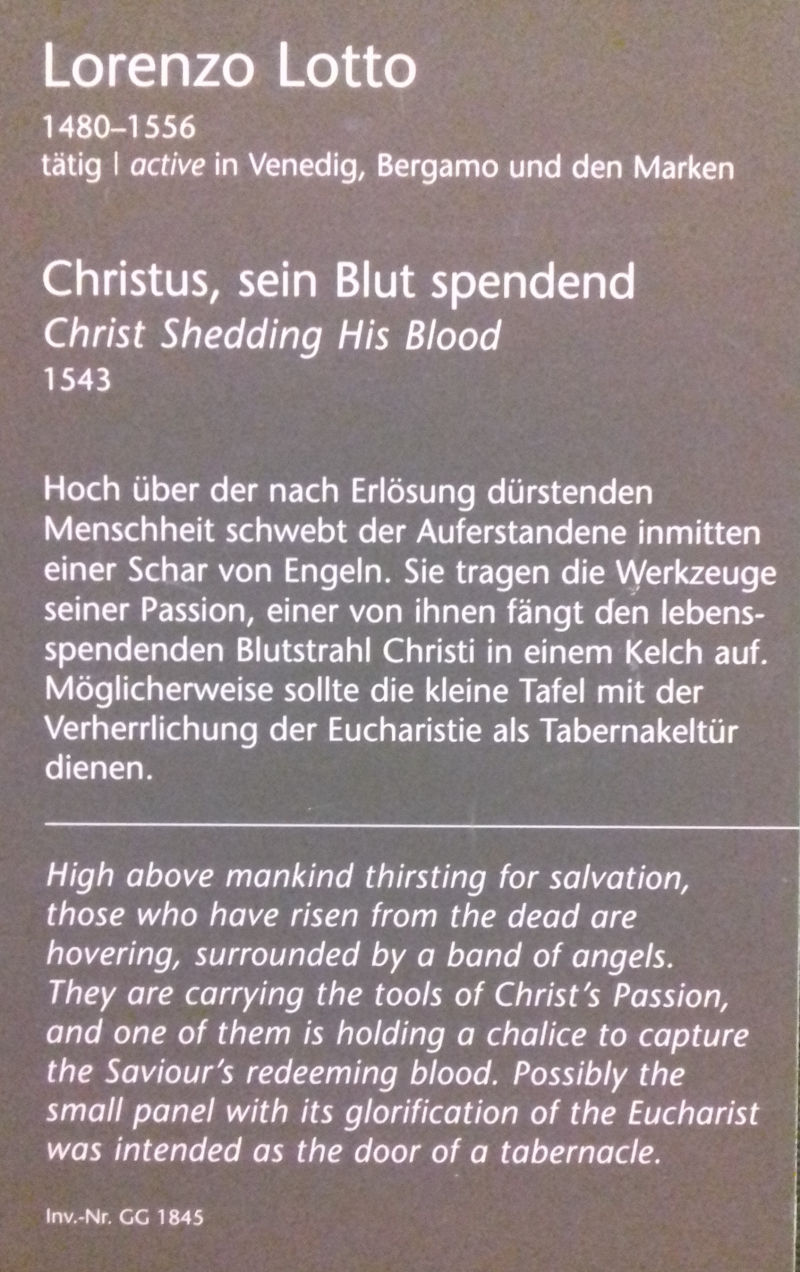 Lorenzo Lotto
1480–1556
tätig | active in Venedig, Bergamo und den Marken
Christus, sein Blut spendend
Christ Shedding His Blood
1543
Hoch über der nach Erlösung dürstenden
Menschheit schwebt der Auferstandene inmitten
einer Schar von Engeln. Sie tragen die Werkzeuge
seiner Passion, einer von ihnen fängt den lebens-
spendenden Blutstrahl Christi in einem Kelch auf.
Möglicherweise sollte die kleine Tafel mit der
Verherrlichung der Eucharistie als Tabernakeltür
dienen.
High above mankind thirsting for salvation,
those who have risen from the dead are
hovering, surrounded by a band of angels.
They are carrying the tools of Christ's Passion,
and one of them is holding a chalice to capture
the Saviour's redeeming blood. Possibly the
small panel with its glorification of the Eucharist
was intended as the door of a tabernacle.
Inv.-Nr. GG 1845